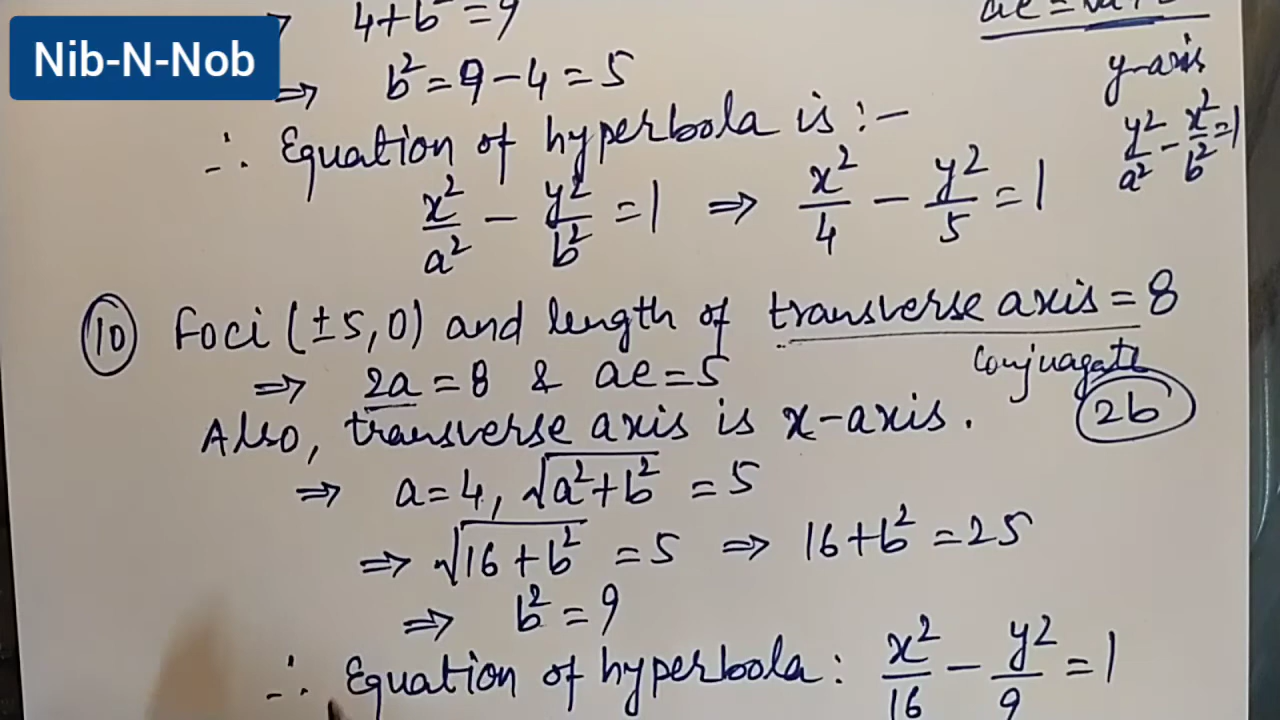 ⇒ 4+b² = 9
ae = √a²+
Nib-N-Nob
⇒ b² = 9 - 4 = 5
y-axis
∴ Equation of hyperbola is :-
y²/a² - x²/b² = 1
x²/a² - y²/b² = 1 ⇒ x²/4 - y²/5 = 1
(10) Foci (±5,0) and length of transverse axis = 8
⇒ 2a = 8 & ae = 5
Conjuagate
2b
Also, transverse axis is x-axis.
⇒ a = 4, √a²+b² = 5
⇒ √16+b² = 5 ⇒ 16+b² = 25
⇒ b² = 9
∴ Equation of hyperbola: x²/16 - y²/9 = 1